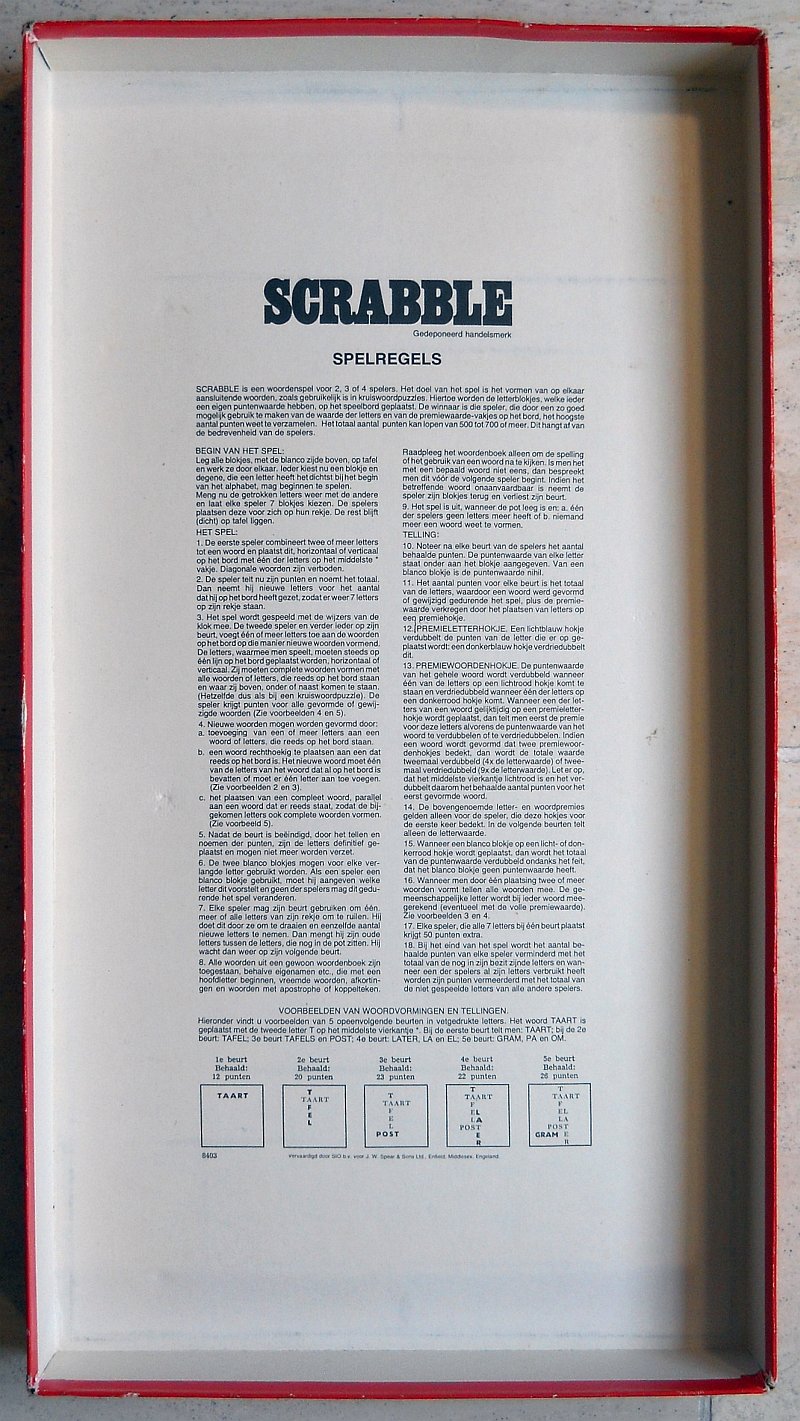 SCRABBLE
Gedeponeerd handelsmerk
SPELREGELS
SCRABBLE is een woordenspel voor 2, 3 of 4 spelers. Het doel van het spel is het vormen van op elkaar
aansluitende woorden, zoals gebruikelijk is in kruiswoordpuzzles. Hiertoe worden de letterblokjes, welke ieder
een eigen puntenwaarde hebben, op het speelbord geplaatst. De winnaar is die speler, die door een zo goed
mogelijk gebruik te maken van de waarde der letters en van de premiewaarde-vakjes op het bord, het hoogste
aantal punten weet te verzamelen. Het totaal aantal punten kan lopen van 500 tot 700 of meer. Dit hangt af van
de bedrevenheid van de spelers.
BEGIN VAN HET SPEL:
Leg alle blokjes, met de blanco zijde boven, op tafel
en werk ze door elkaar. Ieder kiest nu een blokje en
degene, die een letter heeft het dichtst bij het begin
van het alphabet, mag beginnen te spelen.
Meng nu de getrokken letters weer met de andere
en laat elke speler 7 blokjes kiezen. De spelers
plaatsen deze voor zich op hun rekje. De rest blijft
(dicht) op tafel liggen.
HET SPEL:
1. De eerste speler combineert twee of meer letters
tot een woord en plaatst dit, horizontaal of verticaal
op het bord met één der letters op het middelste *
vakje. Diagonale woorden zijn verboden.
2. De speler telt nu zijn punten en noemt het totaal.
Dan neemt hij nieuwe letters voor het aantal
dat hij op het bord heeft gezet, zodat er weer 7 letters
op zijn rekje staan.
3. Het spel wordt gespeeld met de wijzers van de
klok mee. De tweede speler en verder ieder op zijn
beurt, voegt één of meer letters toe aan de woorden
op het bord op die manier nieuwe woorden vormend.
De letters, waarmee men speelt, moeten steeds op
één lijn op het bord geplaatst worden, horizontaal of
verticaal. Zij moeten complete woorden vormen met
alle woorden of letters, die reeds op het bord staan
en waar zij boven, onder of naast komen te staan.
(Hetzelfde dus als bij een kruiswoordpuzzle). De
speler krijgt punten voor alle gevormde of gewij-
zigde woorden (Zie voorbeelden 4 en 5).
4. Nieuwe woorden mogen worden gevormd door:
a. toevoeging van een of meer letters aan een
woord of letters, die reeds op het bord staan.
b. een woord rechthoekig te plaatsen aan een dat
reeds op het bord is. Het nieuwe woord moet één
van de letters van het woord dat al op het bord is
bevatten of moet er één letter aan toe voegen.
(Zie voorbeelden 2 en 3).
c. het plaatsen van een compleet woord, parallel
aan een woord dat er reeds staat, zodat de bij-
gekomen letters ook complete woorden vormen.
(Zie voorbeeld 5).
5. Nadat de beurt is beëindigd, door het tellen en
noemen der punten, zijn de letters definitief ge-
plaatst en mogen niet meer worden verzet.
6. De twee blanco blokjes mogen voor elke ver-
langde letter gebruikt worden. Als een speler een
blanco blokje gebruikt, moet hij aangeven welke
letter dit voorstelt en geen der spelers mag dit gedu-
rende het spel veranderen.
7. Elke speler mag zijn beurt gebruiken om één,
meer of alle letters van zijn rekje om te ruilen. Hij
doet dit door ze om te draaien en eenzelfde aantal
nieuwe letters te nemen. Dan mengt hij zijn oude
letters tussen de letters, die nog in de pot zitten. Hij
wacht dan weer op zijn volgende beurt.
8. Alle woorden uit een gewoon woordenboek zijn
toegestaan, behalve eigenamen etc., die met een
hoofdletter beginnen, vreemde woorden, afkortin-
gen en woorden met apostrophe of koppelteken.
Raadpleeg het woordenboek alleen om de spelling
of het gebruik van een woord na te kijken. Is men het
met een bepaald woord niet eens, dan bespreekt
men dit vóór de volgende speler begint. Indien het
betreffende woord onaanvaardbaar is neemt de
speler zijn blokjes terug en verliest zijn beurt.
9. Het spel is uit, wanneer de pot leeg is en: a. één
der spelers geen letters meer heeft of b. niemand
meer een woord weet te vormen.
TELLING:
10. Noteer na elke beurt van de spelers het aantal
behaalde punten. De puntenwaarde van elke letter
staat onder aan het blokje aangegeven. Van een
blanco blokje is de puntenwaarde nihil.
11. Het aantal punten voor elke beurt is het totaal
van de letters, waardoor een woord werd gevormd
of gewijzigd gedurende het spel, plus de premie-
waarde verkregen door het plaatsen van letters op
een premiehokje.
12. PREMIELETTERHOKJE. Een lichtblauw hokje
verdubbelt de punten van de letter die er op ge-
plaatst wordt: een donkerblauw hokje verdriedubbelt
dit.
13. PREMIEWOORDENHOKJE. De puntenwaarde
van het gehele woord wordt verdubbeld wanneer
één van de letters op een lichtrood hokje komt te
staan en verdriedubbeld wanneer één der letters op
een donkerrood hokje komt. Wanneer een der let-
ters van een woord gelijktijdig op een premieletter-
hokje wordt geplaatst, dan telt men eerst de premie
voor deze letters alvorens de puntenwaarde van het
woord te verdubbelen of te verdriedubbelen. Indien
een woord wordt gevormd dat twee premiewoor-
denhokjes bedekt, dan wordt de totale waarde
tweemaal verdubbeld (4x de letterwaarde) of twee-
maal verdriedubbeld (9x de letterwaarde). Let er op,
dat het middelste vierkantje lichtrood is en het ver-
dubbelt daarom het behaalde aantal punten voor het
eerst gevormde woord.
14. De bovengenoemde letter- en woordpremies
gelden alleen voor de speler, die deze hokjes voor
de eerste keer bedekt. In de volgende beurten telt
alleen de letterwaarde.
15. Wanneer een blanco blokje op een licht- of don-
kerrood hokje wordt geplaatst, dan wordt het totaal
van de puntenwaarde verdubbeld ondanks het feit,
dat het blanco blokje geen puntenwaarde heeft.
16. Wanneer men door één plaatsing twee of meer
woorden vormt tellen alle woorden mee. De ge-
meenschappelijke letter wordt bij ieder woord mee-
gerekend (eventueel met de volle premiewaarde).
Zie voorbeelden 3 en 4.
17. Elke speler, die alle 7 letters bij één beurt plaatst
krijgt 50 punten extra.
18. Bij het eind van het spel wordt het aantal be-
haalde punten van elke speler verminderd met het
totaal van de nog in zijn bezit zijnde letters en wan-
neer een der spelers al zijn letters verbruikt heeft
worden zijn punten vermeerderd met het totaal van
de niet gespeelde letters van alle andere spelers.
VOORBEELDEN VAN WOORDVORMINGEN EN TELLINGEN.
Hieronder vindt u voorbeelden van 5 opeenvolgende beurten in vetgedrukte letters. Het woord TAART is
geplaatst met de tweede letter T op het middelste vierkantje *. Bij de eerste beurt telt men: TAART; bij de 2e
beurt: TAFEL; 3e beurt TAFELS en POST; 4e beurt: LATER, LA en EL; 5e beurt: GRAM, PA en OM.
1e beurt
Behaald:
12 punten
TAART
2e beurt
Behaald:
20 punten
T
TAART
F
E
L
3e beurt
Behaald:
23 punten
T
TAART
F
E
L
POST
4e beurt
Behaald:
22 punten
T
TAART
F
EL
LA
POST
E
R
5e beurt
Behaald:
26 punten
T
TAART
F
EL
LA
POST
GRAM E
R
8403
Vervaardigd door SIO b.v. voor J. W. Spear & Sons Ltd., Enfield, Middlesex, Engeland.